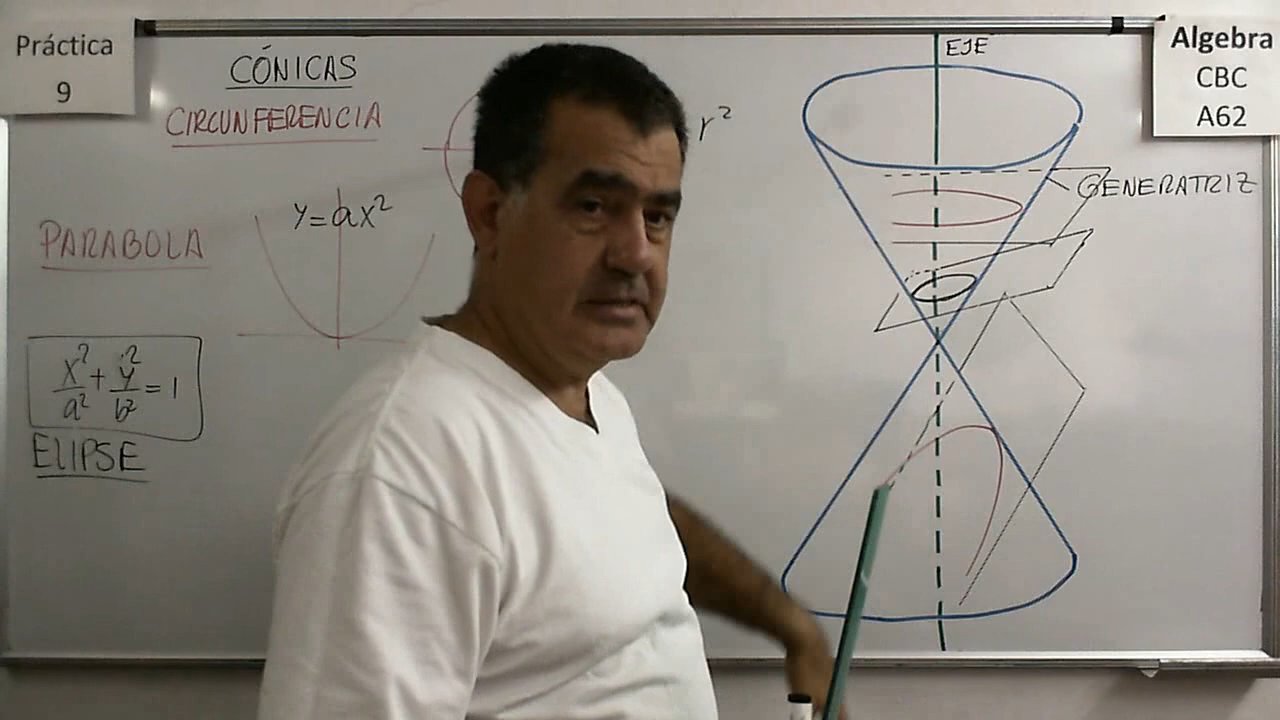 Práctica
9
CÓNICAS
CIRCUNFERENCIA
r²
y=ax²
PARABOLA
x²/a² + y²/b² = 1
ELIPSE
EJE
GENERATRIZ
Algebra
CBC
A62